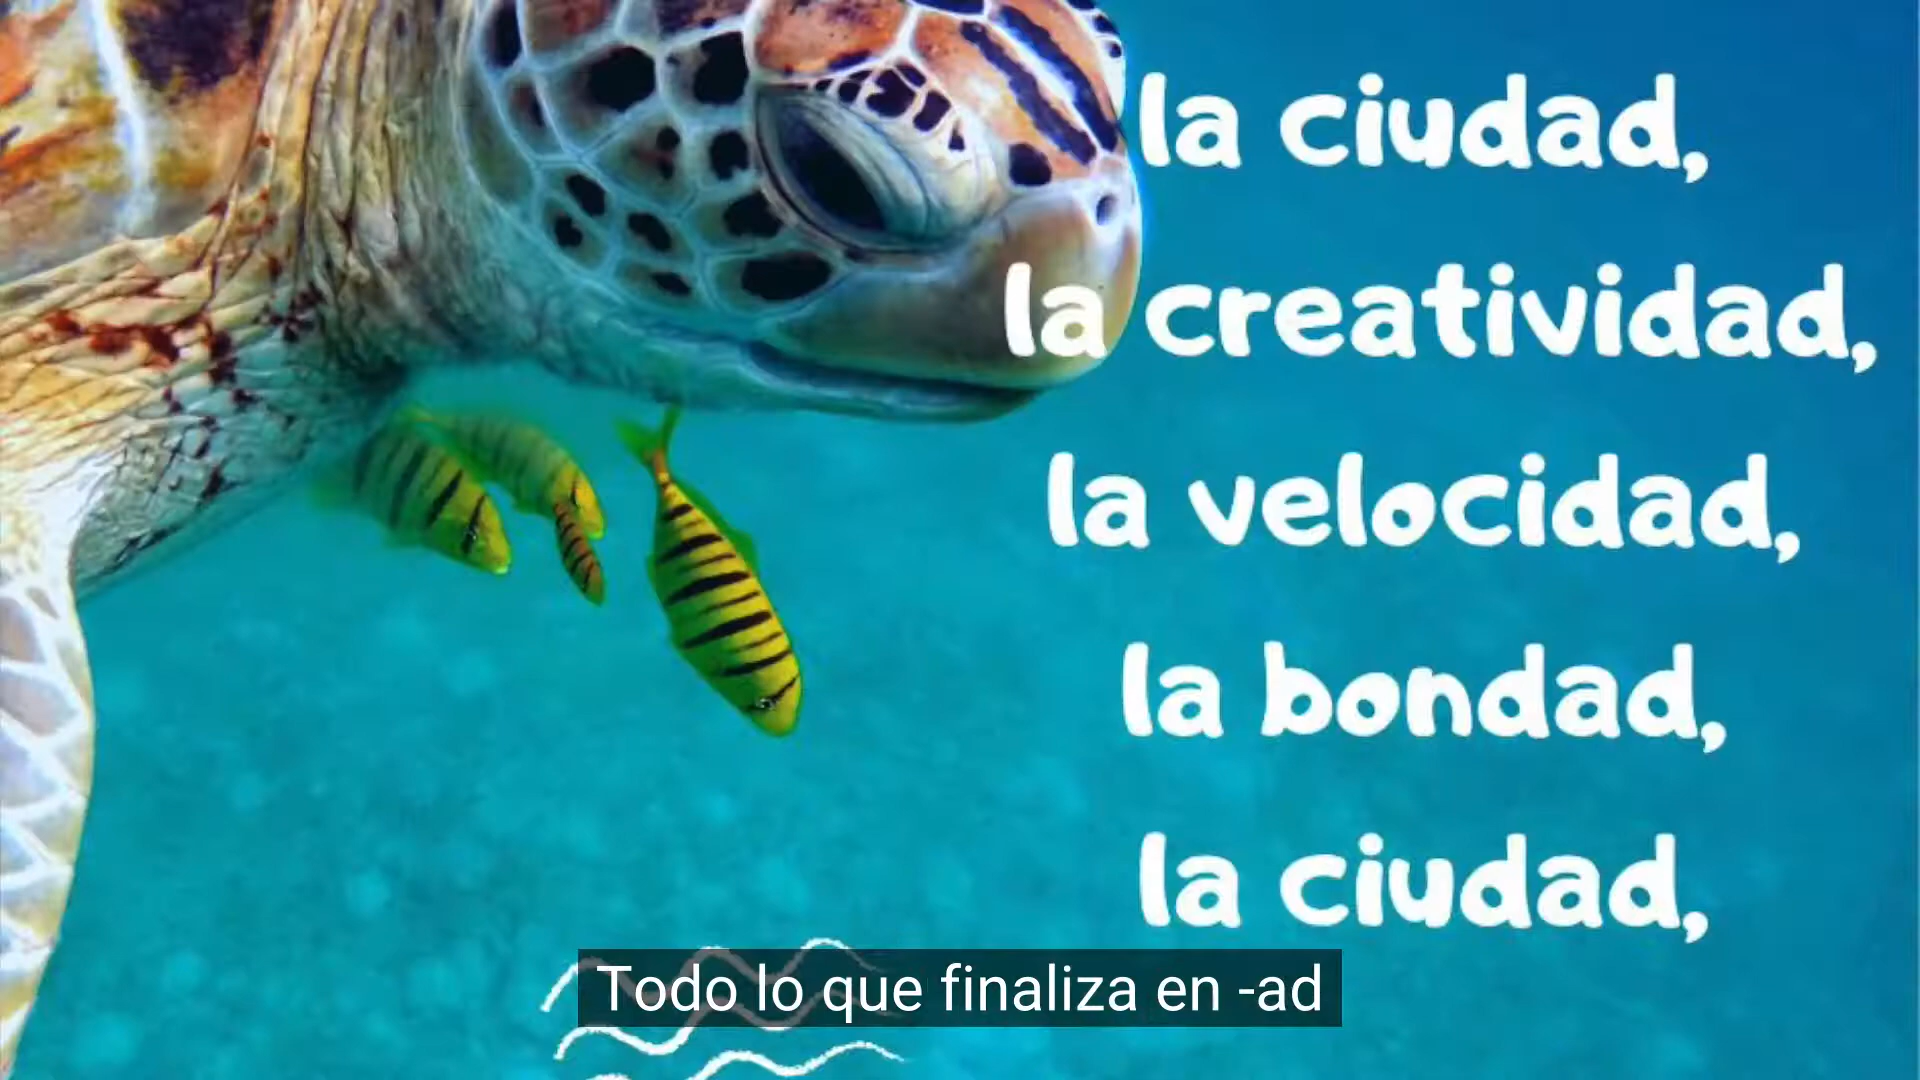 la ciudad,
la creatividad,
la velocidad,
la bondad,
la ciudad,
Todo lo que finaliza en -ad